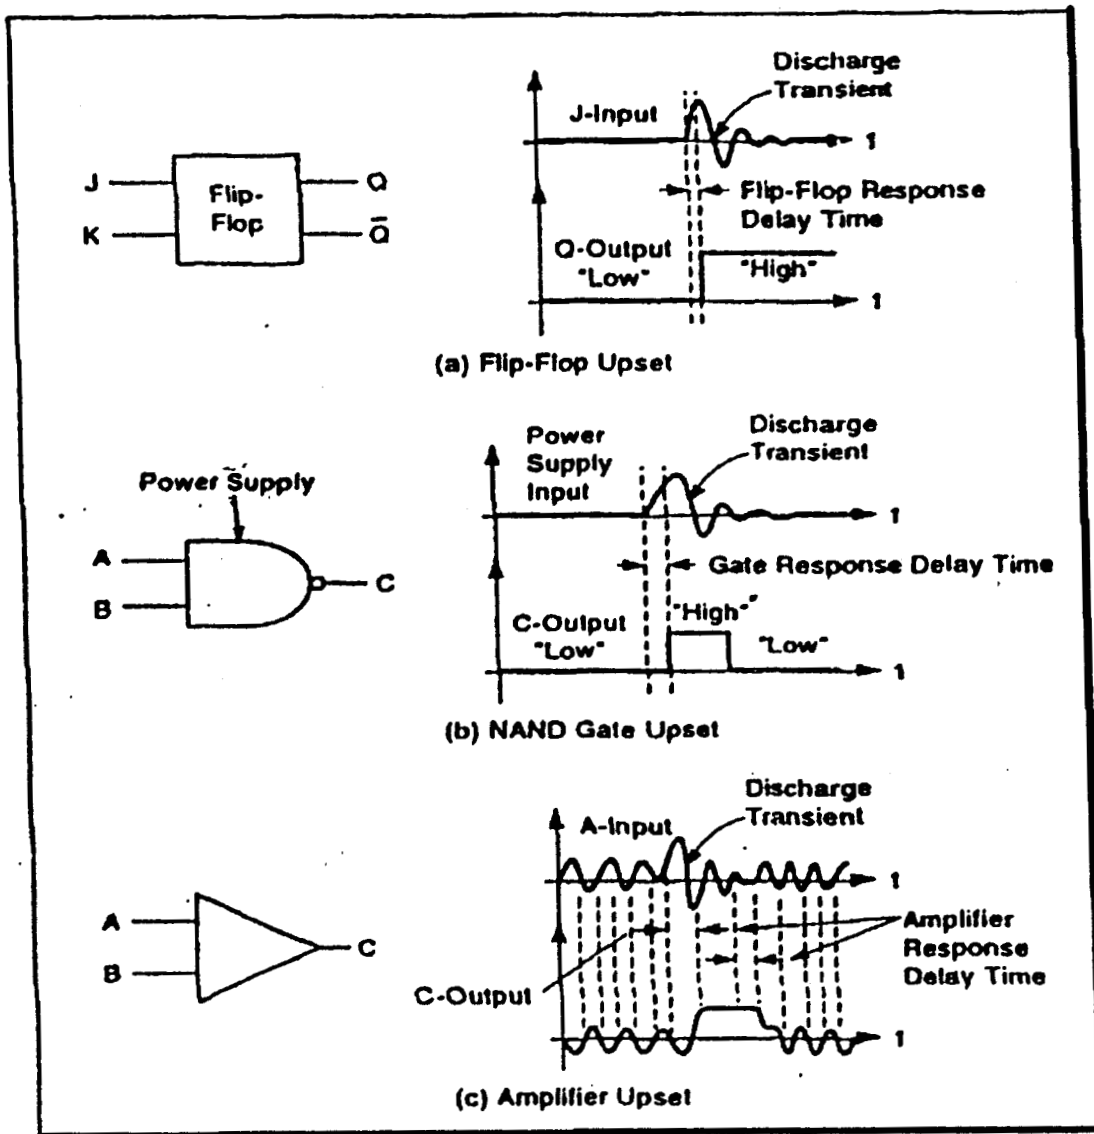 Discharge
Transient
J-Input
t
J
K
Flip-
Flop
Q
Q̅
Flip-Flop Response
Delay Time
Q-Output
"Low"
"High"
t
(a) Flip-Flop Upset
Power Supply
A
B
C
Power
Supply
Input
Discharge
Transient
t
Gate Response Delay Time
C-Output
"Low"
"High"
"Low"
t
(b) NAND Gate Upset
A
B
C
A-Input
Discharge
Transient
t
Amplifier
Response
Delay Time
C-Output
t
(c) Amplifier Upset